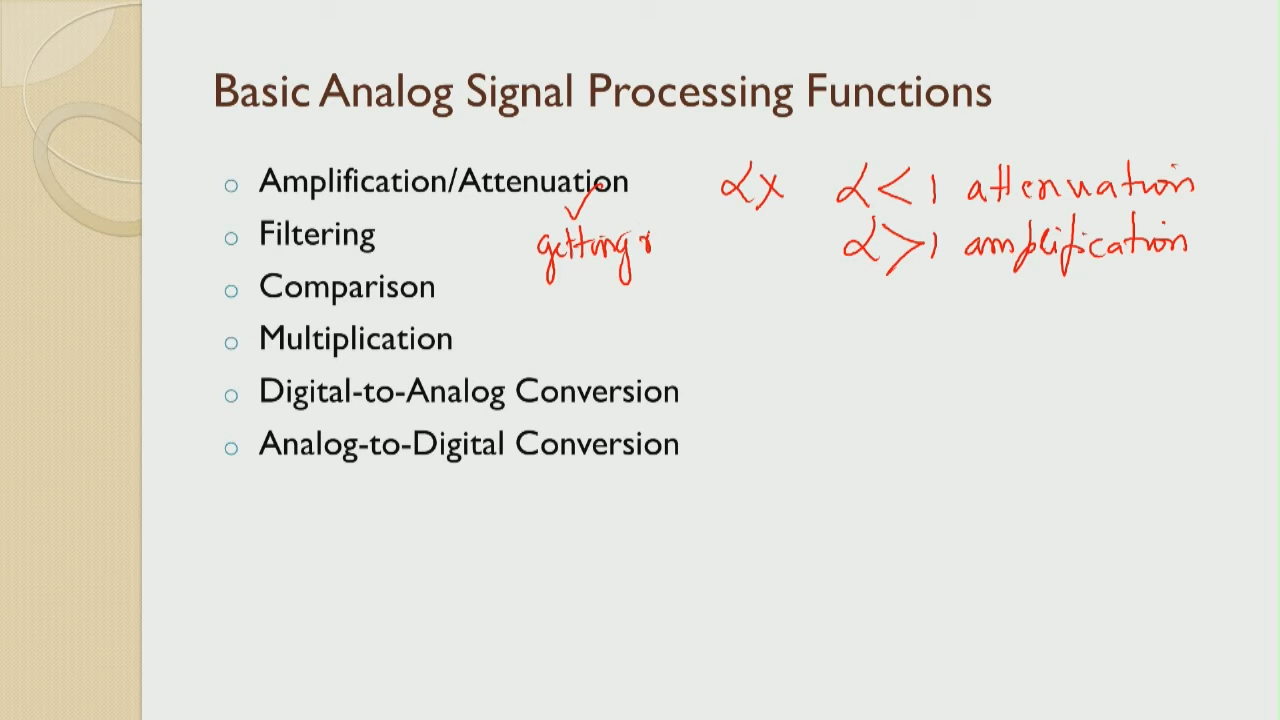 Basic Analog Signal Processing Functions
Amplification/Attenuation αx α < 1 attenuation
Filtering getting α > 1 amplification
Comparison
Multiplication
Digital-to-Analog Conversion
Analog-to-Digital Conversion